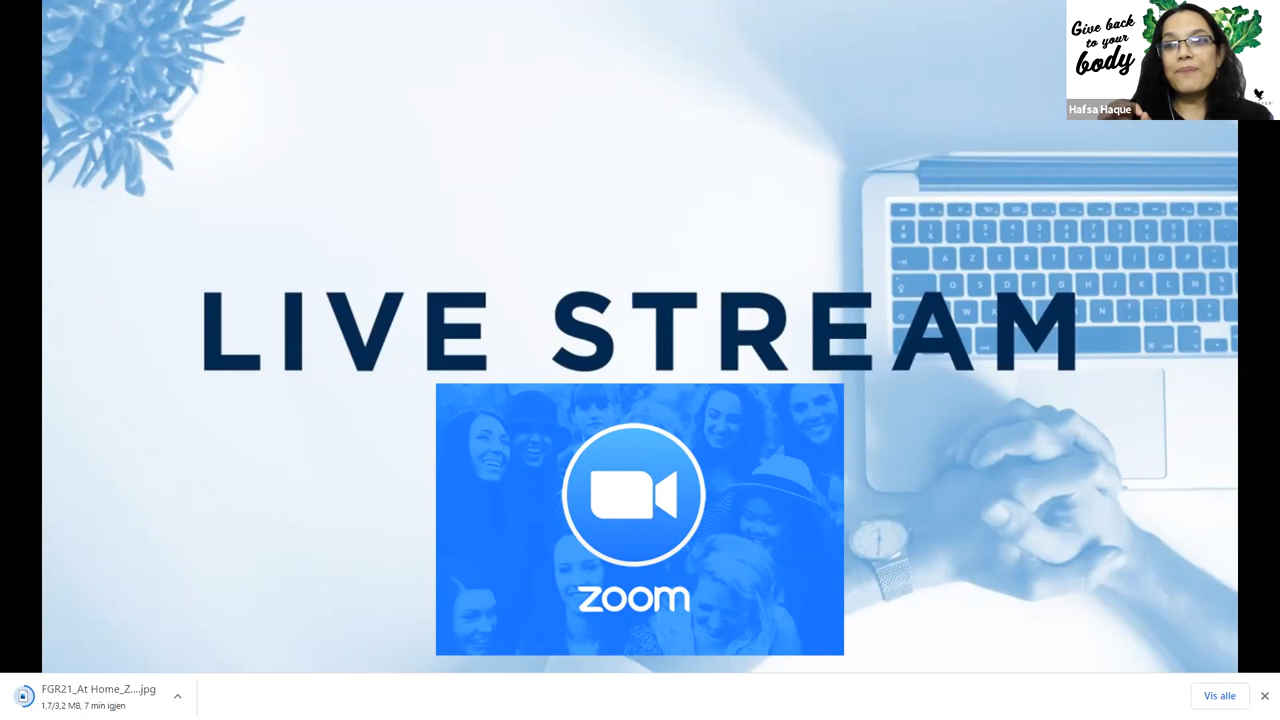 Give back
to your
body
Hafsa Haque
LIVE STREAM
zoom
FGR21_At Home_Z....jpg
1,7/3,2 MB, 7 min igjen
Vis alle